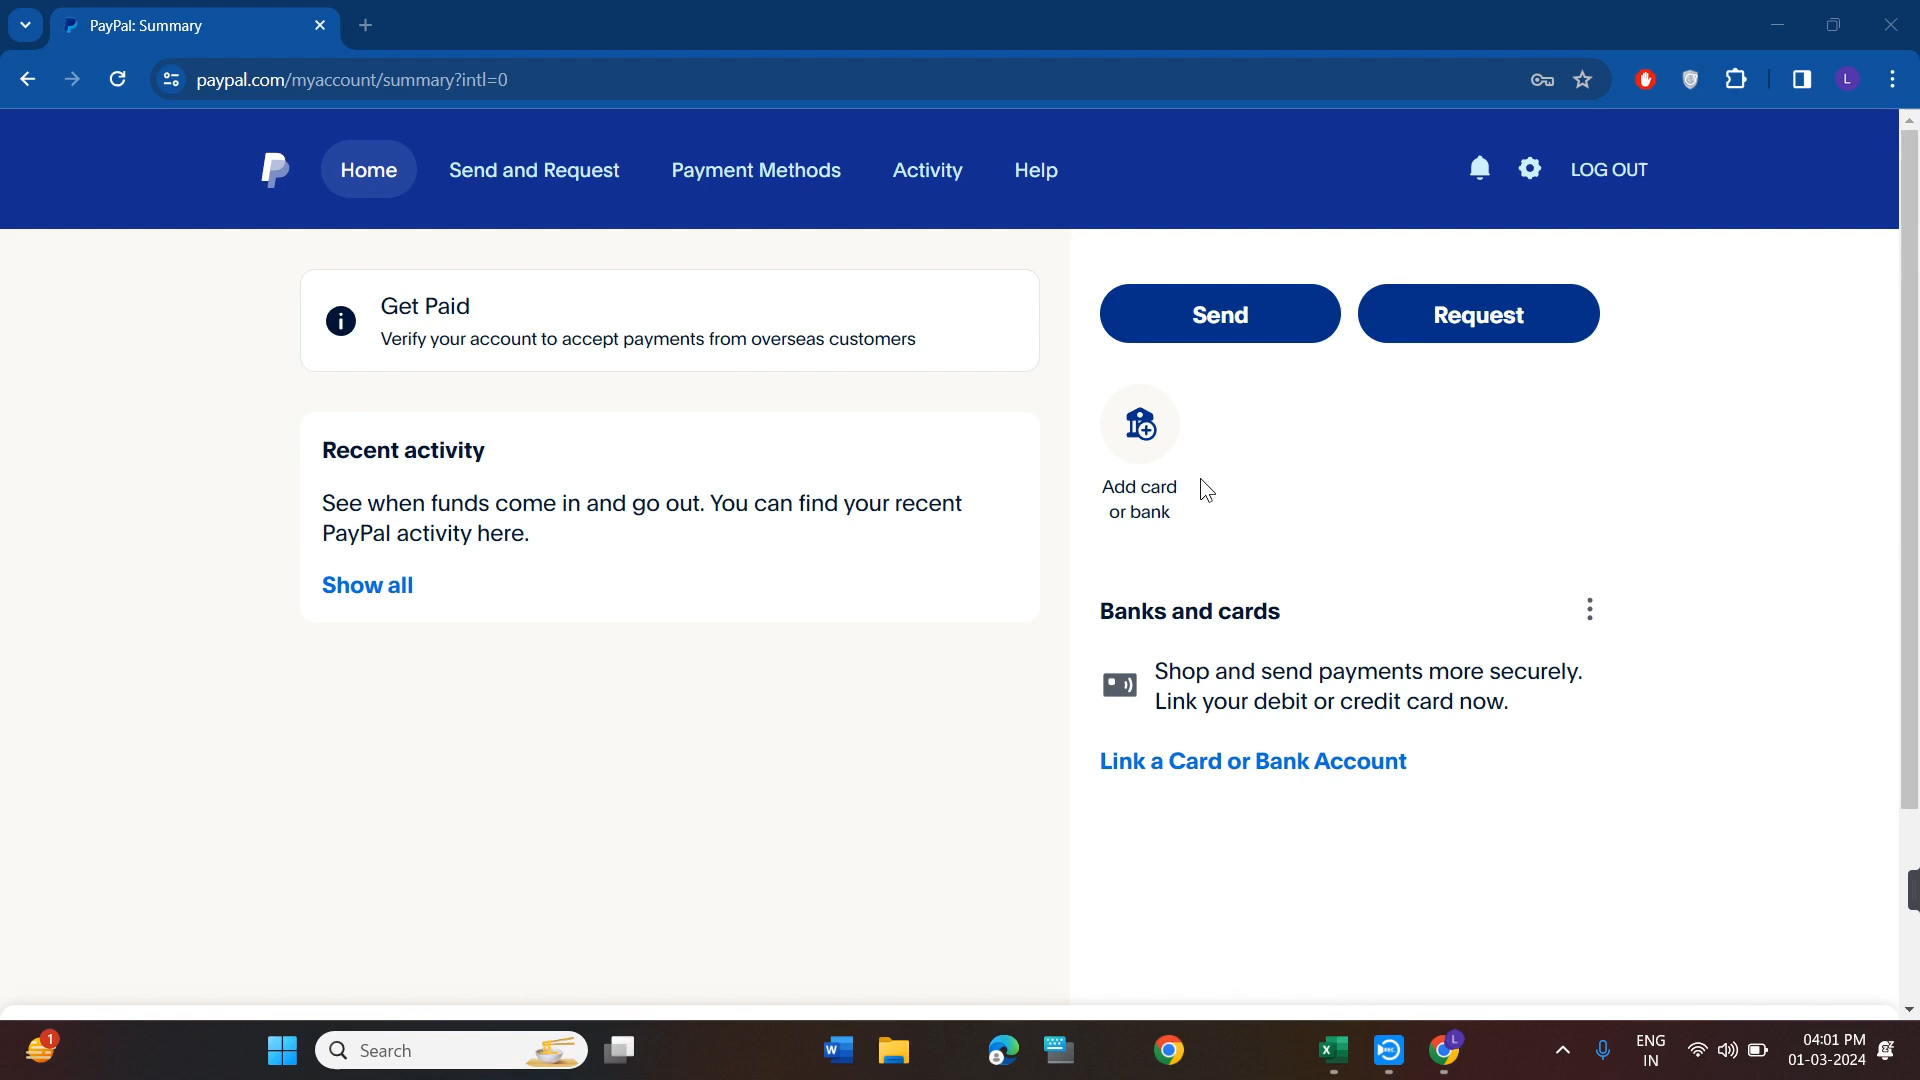 PayPal: Summary
paypal.com/myaccount/summary?intl=0
L
Home
Send and Request
Payment Methods
Activity
Help
LOG OUT
Get Paid
Verify your account to accept payments from overseas customers
Send
Request
Add card
or bank
Recent activity
See when funds come in and go out. You can find your recent
PayPal activity here.
Show all
Banks and cards
Shop and send payments more securely.
Link your debit or credit card now.
Link a Card or Bank Account
1
Search
W
X
L
ENG
IN
04:01 PM
01-03-2024